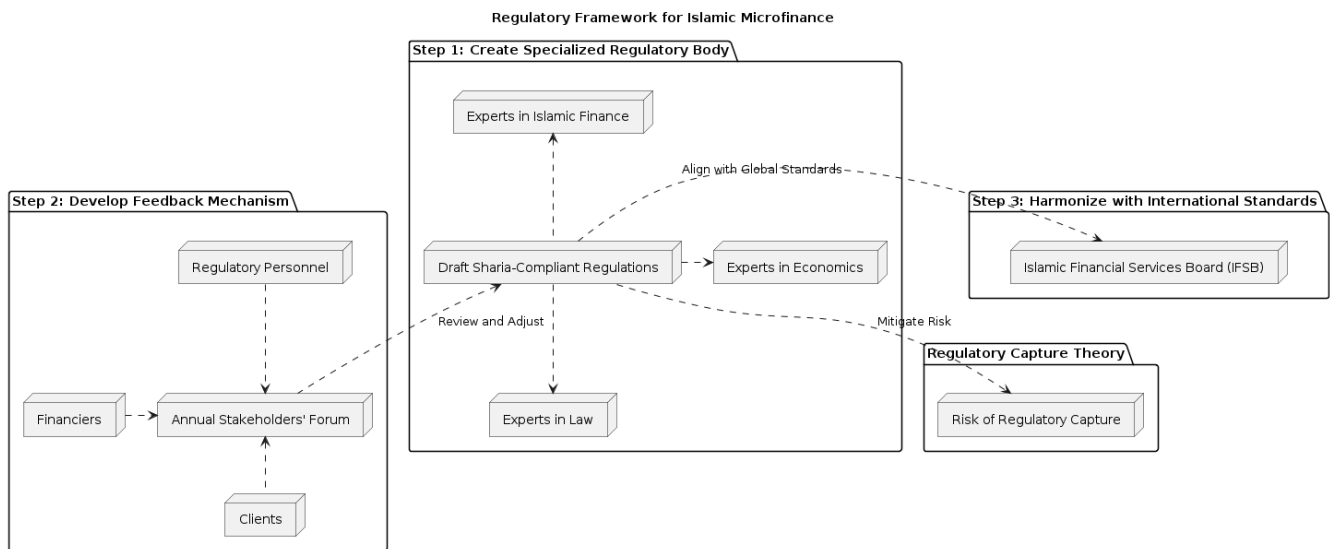 Regulatory Framework for Islamic Microfinance
Step 1: Create Specialized Regulatory Body
Experts in Islamic Finance
Align with Global Standards
Step 2: Develop Feedback Mechanism
Step 3: Harmonize with International Standards
Regulatory Personnel
Draft Sharia-Compliant Regulations
Experts in Economics
Islamic Financial Services Board (IFSB)
Review and Adjust
Mitigate Risk
Regulatory Capture Theory
Financiers
Annual Stakeholders' Forum
Experts in Law
Risk of Regulatory Capture
Clients